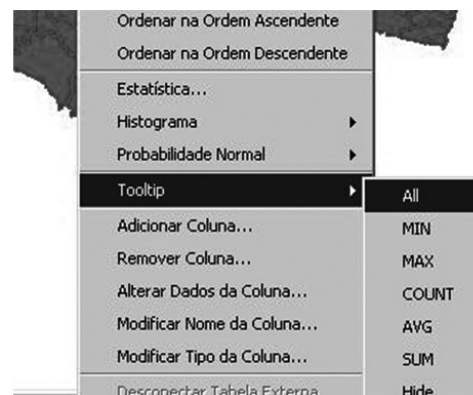 Ordenar na Ordem Ascendente
Ordenar na Ordem Descendente
Estatística...
Histograma
Probabilidade Normal
Tooltip
All
Adicionar Coluna...
MIN
Remover Coluna...
MAX
Alterar Dados da Coluna...
COUNT
Modificar Nome da Coluna...
AVG
Modificar Tipo da Coluna...
SUM
Desconectar Tabela Externa
Hide